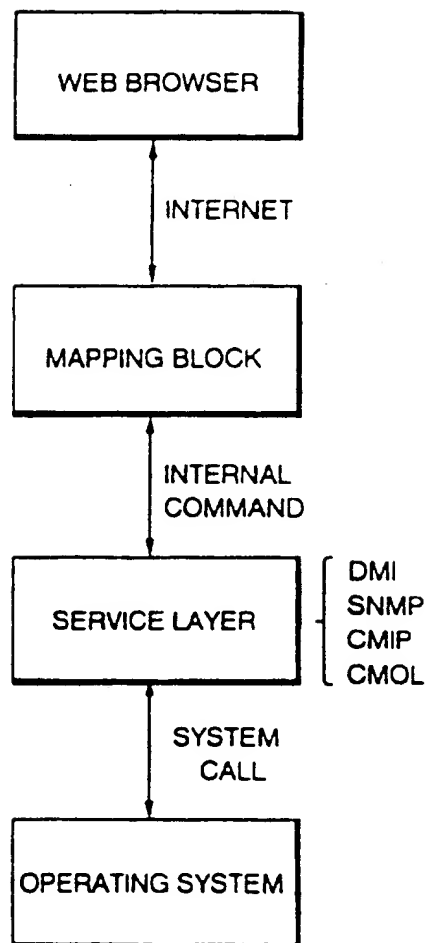 WEB BROWSER
INTERNET
MAPPING BLOCK
INTERNAL
COMMAND
SERVICE LAYER
DMI
SNMP
CMIP
CMOL
SYSTEM
CALL
OPERATING SYSTEM